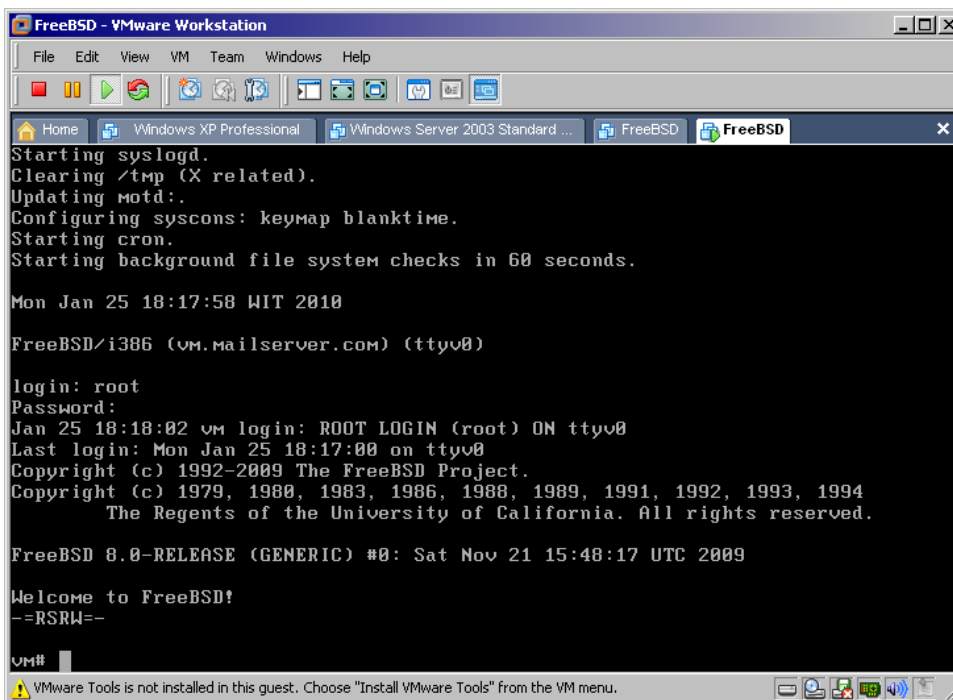 FreeBSD - VMware Workstation
File Edit View VM Team Windows Help
Home Windows XP Professional Windows Server 2003 Standard ... FreeBSD FreeBSD
Starting syslogd.
Clearing /tmp (X related).
Updating motd:.
Configuring syscons: keymap blanktime.
Starting cron.
Starting background file system checks in 60 seconds.
Mon Jan 25 18:17:58 WIT 2010
FreeBSD/i386 (vm.mailserver.com) (ttyv0)
login: root
Password:
Jan 25 18:18:02 vm login: ROOT LOGIN (root) ON ttyv0
Last login: Mon Jan 25 18:17:00 on ttyv0
Copyright (c) 1992-2009 The FreeBSD Project.
Copyright (c) 1979, 1980, 1983, 1986, 1988, 1989, 1991, 1992, 1993, 1994
The Regents of the University of California. All rights reserved.
FreeBSD 8.0-RELEASE (GENERIC) #0: Sat Nov 21 15:48:17 UTC 2009
Welcome to FreeBSD!
-=RSRW=-
vm#
VMware Tools is not installed in this guest. Choose "Install VMware Tools" from the VM menu.